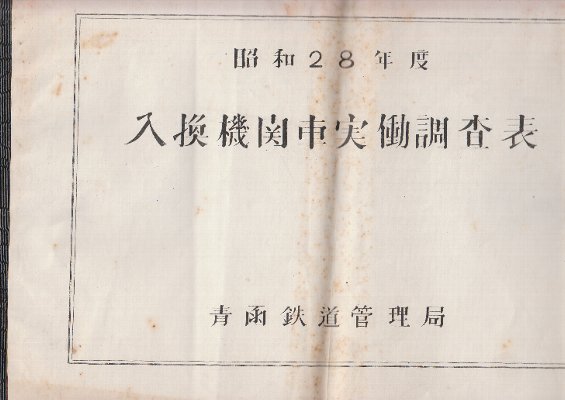 昭和28年度
入換機関車実働調査表
青函鉄道管理局